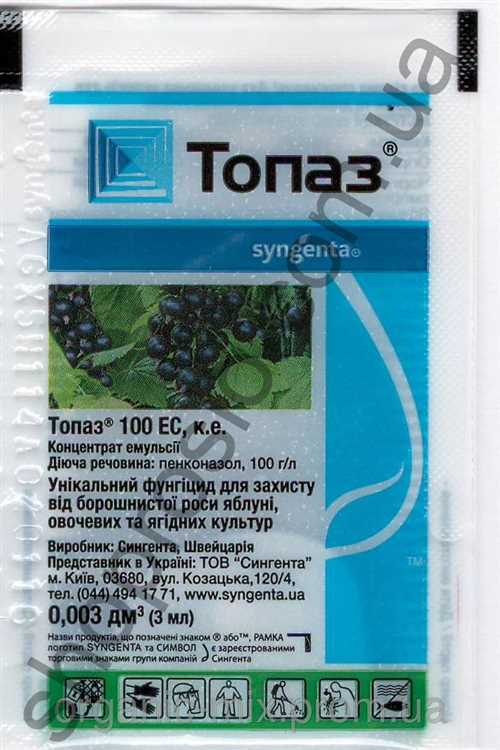 Топаз®
syngenta®
Топаз® 100 ЕС, к.е.
Концентрат емульсії
Діюча речовина: пенконазол, 100 г/л
Унікальний фунгіцид для захисту
від борошнистої роси яблуні,
овочевих та ягідних культур
Виробник: Сингента, Швейцарія
Представник в Україні: ТОВ "Сингента"
м. Київ, 03680, вул. Козацька,120/4,
тел. (044) 494 17 71, www.syngenta.ua
0,003 дм³ (3 мл)
Назви продуктів, що позначені знаком ® або™, РАМКА
логотип SYNGENTA та СИМВОЛ є зареєстрованими
торговими знаками групи компаній Сингента
TM